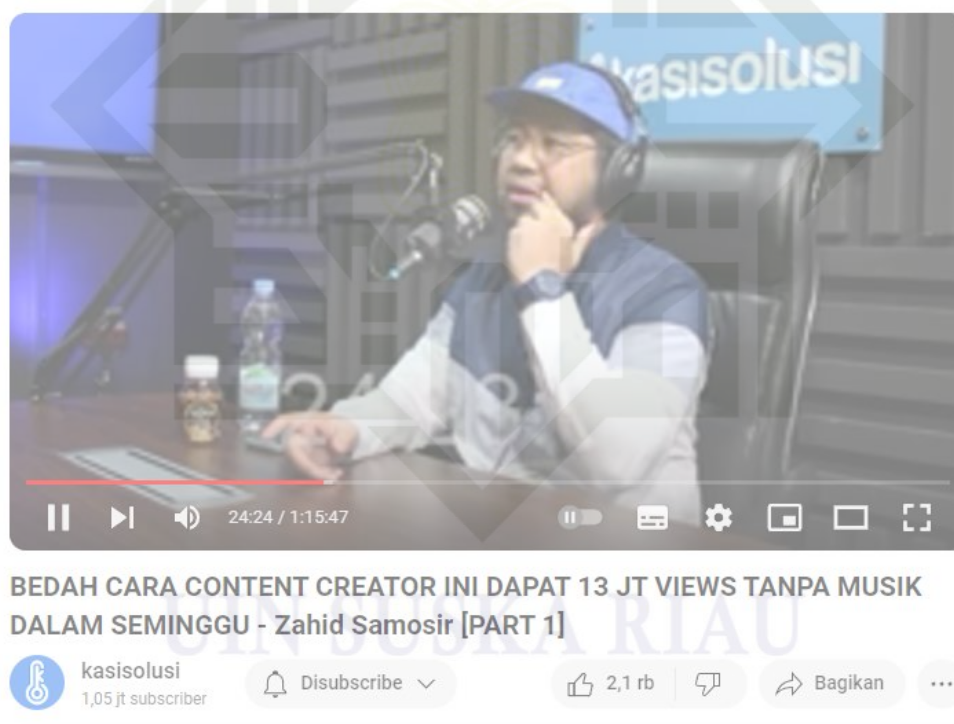 kasisolusi
24:24 / 1:15:47
BEDAH CARA CONTENT CREATOR INI DAPAT 13 JT VIEWS TANPA MUSIK
DALAM SEMINGGU - Zahid Samosir [PART 1]
UIN SUSKA RIAU
kasisolusi
1,05 jt subscriber
Disubscribe
2,1 rb
Bagikan